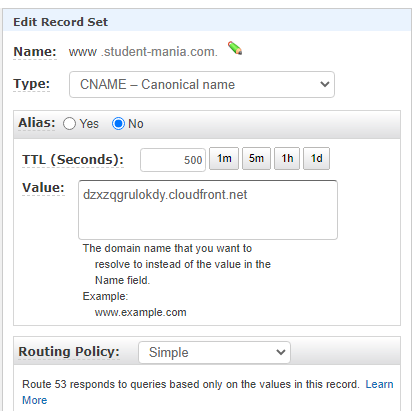 Edit Record Set
Name: www .student-mania.com.
Type: CNAME – Canonical name
Alias: Yes No
TTL (Seconds): 500 1m 5m 1h 1d
Value: dzxzqgrulokdy.cloudfront.net
The domain name that you want to
resolve to instead of the value in the
Name field.
Example:
www.example.com
Routing Policy: Simple
Route 53 responds to queries based only on the values in this record. Learn
More